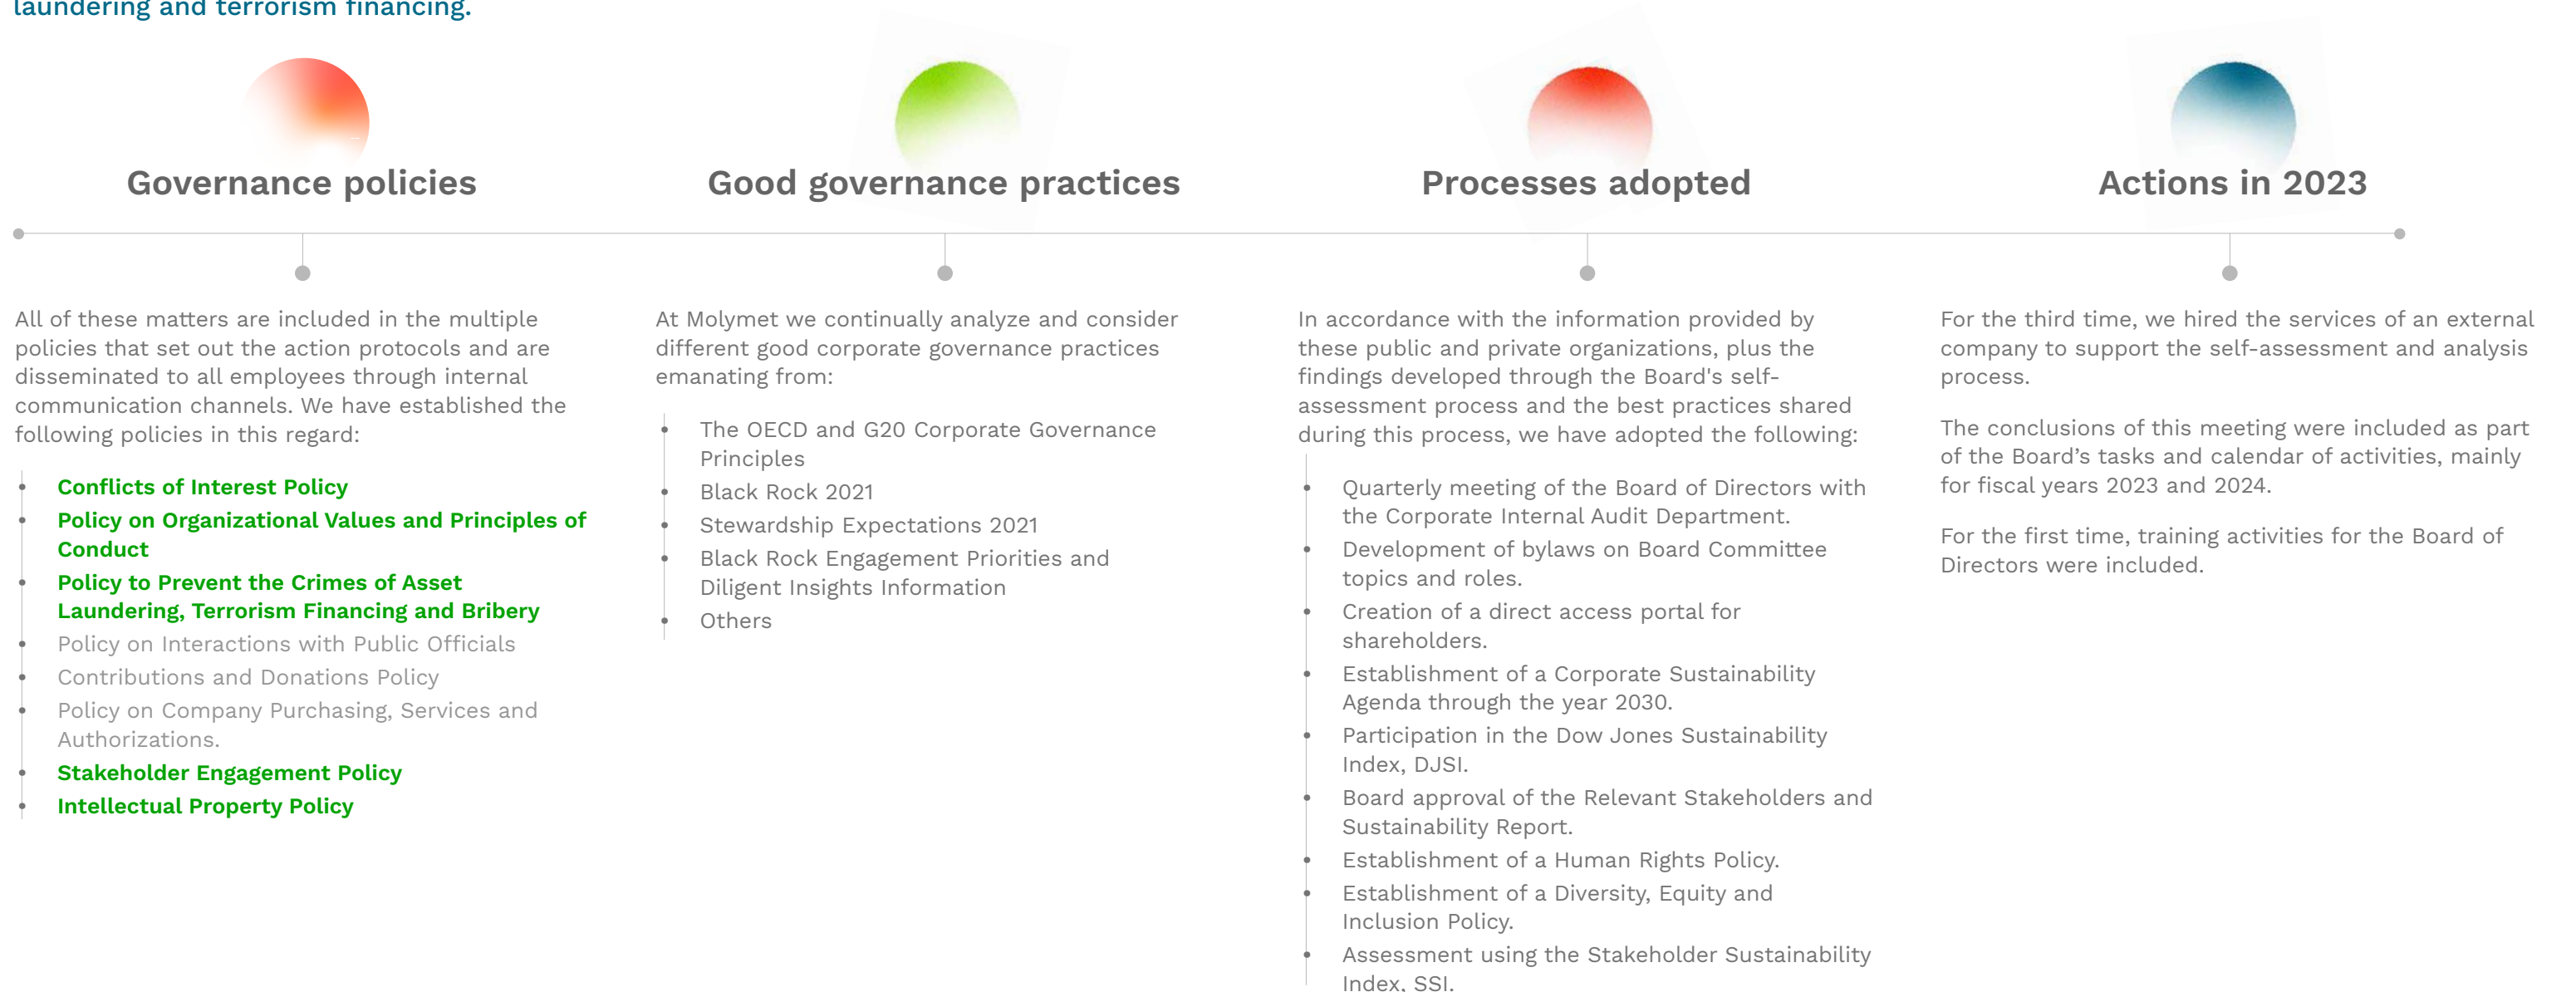 laundering and terrorism financing.
Governance policies
All of these matters are included in the multiple
policies that set out the action protocols and are
disseminated to all employees through internal
communication channels. We have established the
following policies in this regard:
• Conflicts of Interest Policy
• Policy on Organizational Values and Principles of
Conduct
• Policy to Prevent the Crimes of Asset
Laundering, Terrorism Financing and Bribery
• Policy on Interactions with Public Officials
• Contributions and Donations Policy
• Policy on Company Purchasing, Services and
Authorizations.
• Stakeholder Engagement Policy
• Intellectual Property Policy
Good governance practices
At Molymet we continually analyze and consider
different good corporate governance practices
emanating from:
• The OECD and G20 Corporate Governance
Principles
• Black Rock 2021
• Stewardship Expectations 2021
• Black Rock Engagement Priorities and
Diligent Insights Information
• Others
Processes adopted
In accordance with the information provided by
these public and private organizations, plus the
findings developed through the Board's self-
assessment process and the best practices shared
during this process, we have adopted the following:
• Quarterly meeting of the Board of Directors with
the Corporate Internal Audit Department.
• Development of bylaws on Board Committee
topics and roles.
• Creation of a direct access portal for
shareholders.
• Establishment of a Corporate Sustainability
Agenda through the year 2030.
• Participation in the Dow Jones Sustainability
Index, DJSI.
• Board approval of the Relevant Stakeholders and
Sustainability Report.
• Establishment of a Human Rights Policy.
• Establishment of a Diversity, Equity and
Inclusion Policy.
• Assessment using the Stakeholder Sustainability
Index, SSI.
Actions in 2023
For the third time, we hired the services of an external
company to support the self-assessment and analysis
process.
The conclusions of this meeting were included as part
of the Board’s tasks and calendar of activities, mainly
for fiscal years 2023 and 2024.
For the first time, training activities for the Board of
Directors were included.